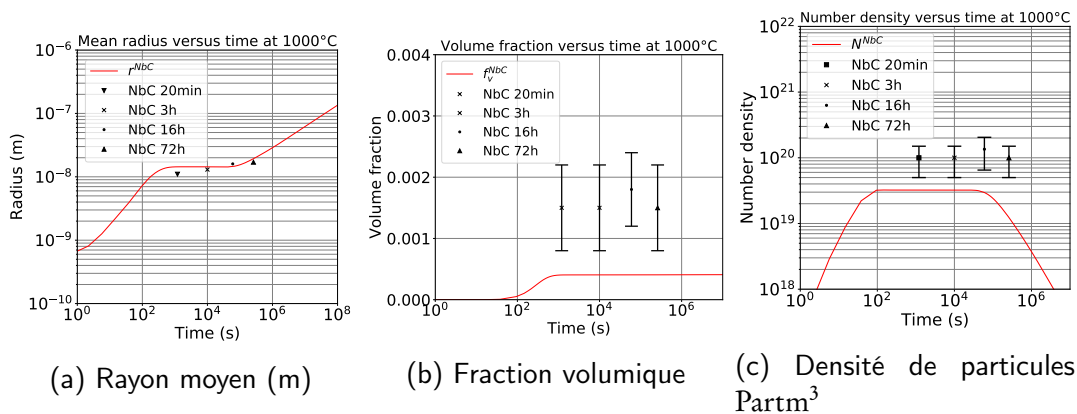 Mean radius versus time at 1000°C
10⁻⁶
10⁻⁷
10⁻⁸
10⁻⁹
10⁻¹⁰
Radius (m)
r^NbC
NbC 20min
NbC 3h
NbC 16h
NbC 72h
10⁰ 10² 10⁴ 10⁶ 10⁸
Time (s)
(a) Rayon moyen (m)
Volume fraction versus time at 1000°C
0.004
0.003
0.002
0.001
0.000
Volume fraction
f_v^NbC
NbC 20min
NbC 3h
NbC 16h
NbC 72h
10⁰ 10² 10⁴ 10⁶
Time (s)
(b) Fraction volumique
Number density versus time at 1000°C
10²²
10²¹
10²⁰
10¹⁹
10¹⁸
Number density
N^NbC
NbC 20min
NbC 3h
NbC 16h
NbC 72h
10⁰ 10² 10⁴ 10⁶
Time (s)
(c) Densité de particules
Partm³